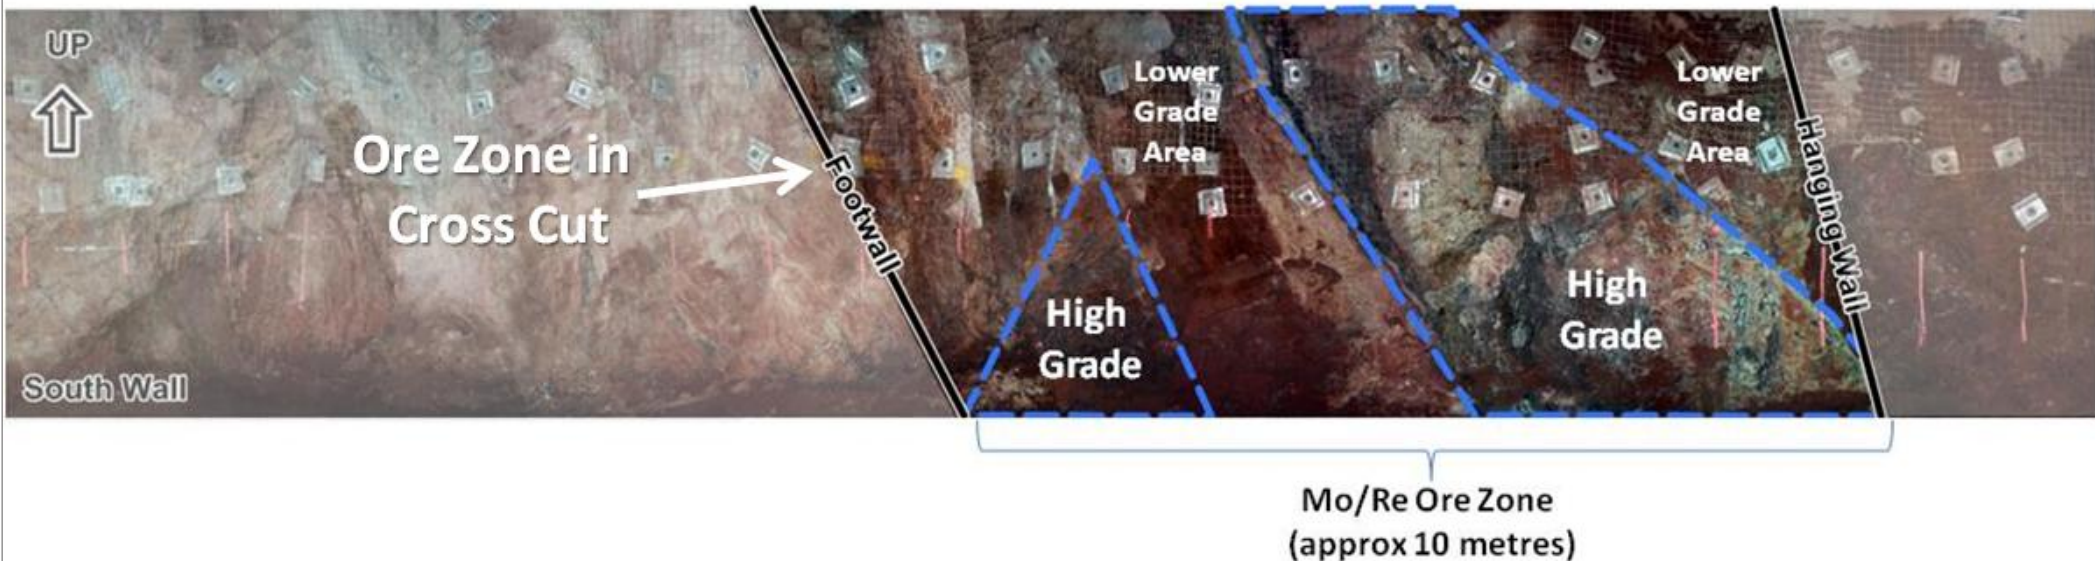 UP
Ore Zone in
Cross Cut
South Wall
Footwall
Lower
Grade
Area
High
Grade
High
Grade
Lower
Grade
Area
Hanging Wall
Mo/Re Ore Zone
(approx 10 metres)